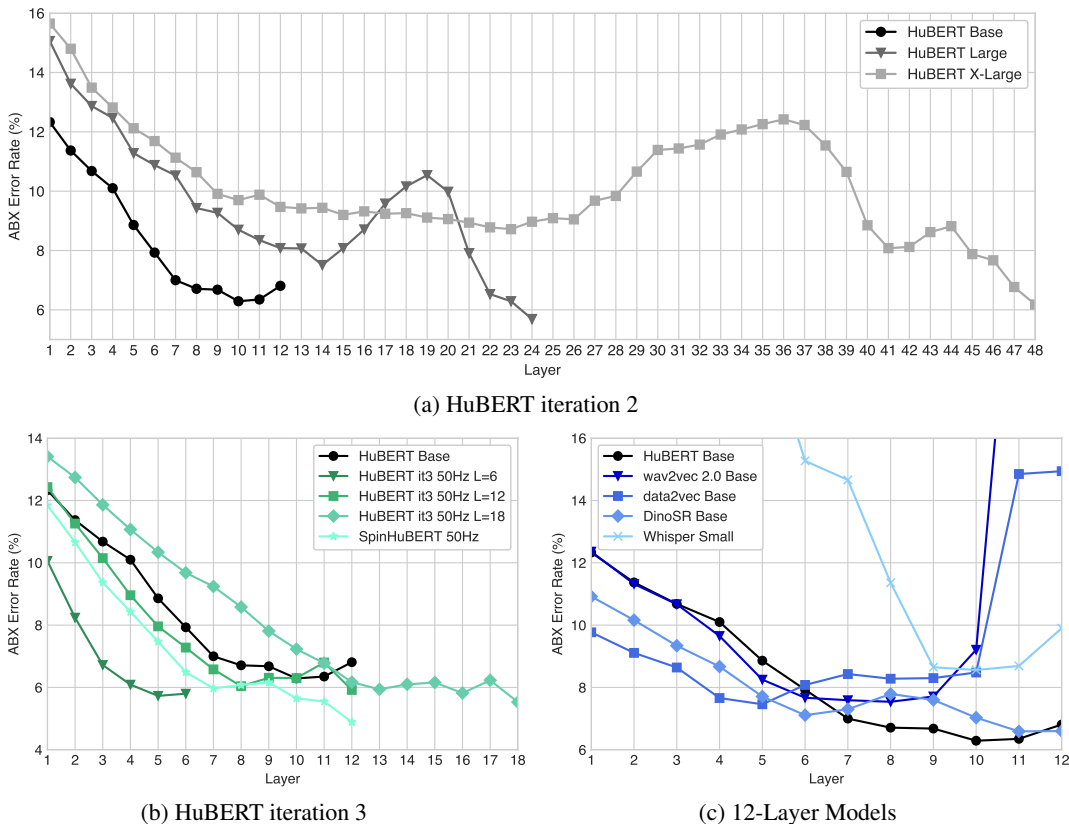 16
14
12
10
8
6
ABX Error Rate (%)
HuBERT Base
HuBERT Large
HuBERT X-Large
1 2 3 4 5 6 7 8 9 10 11 12 13 14 15 16 17 18 19 20 21 22 23 24 25 26 27 28 29 30 31 32 33 34 35 36 37 38 39 40 41 42 43 44 45 46 47 48
Layer
(a) HuBERT iteration 2
14
12
10
8
6
4
ABX Error Rate (%)
HuBERT Base
HuBERT it3 50Hz L=6
HuBERT it3 50Hz L=12
HuBERT it3 50Hz L=18
SpinHuBERT 50Hz
1 2 3 4 5 6 7 8 9 10 11 12 13 14 15 16 17 18
Layer
(b) HuBERT iteration 3
16
14
12
10
8
6
ABX Error Rate (%)
HuBERT Base
wav2vec 2.0 Base
data2vec Base
DinoSR Base
Whisper Small
1 2 3 4 5 6 7 8 9 10 11 12
Layer
(c) 12-Layer Models